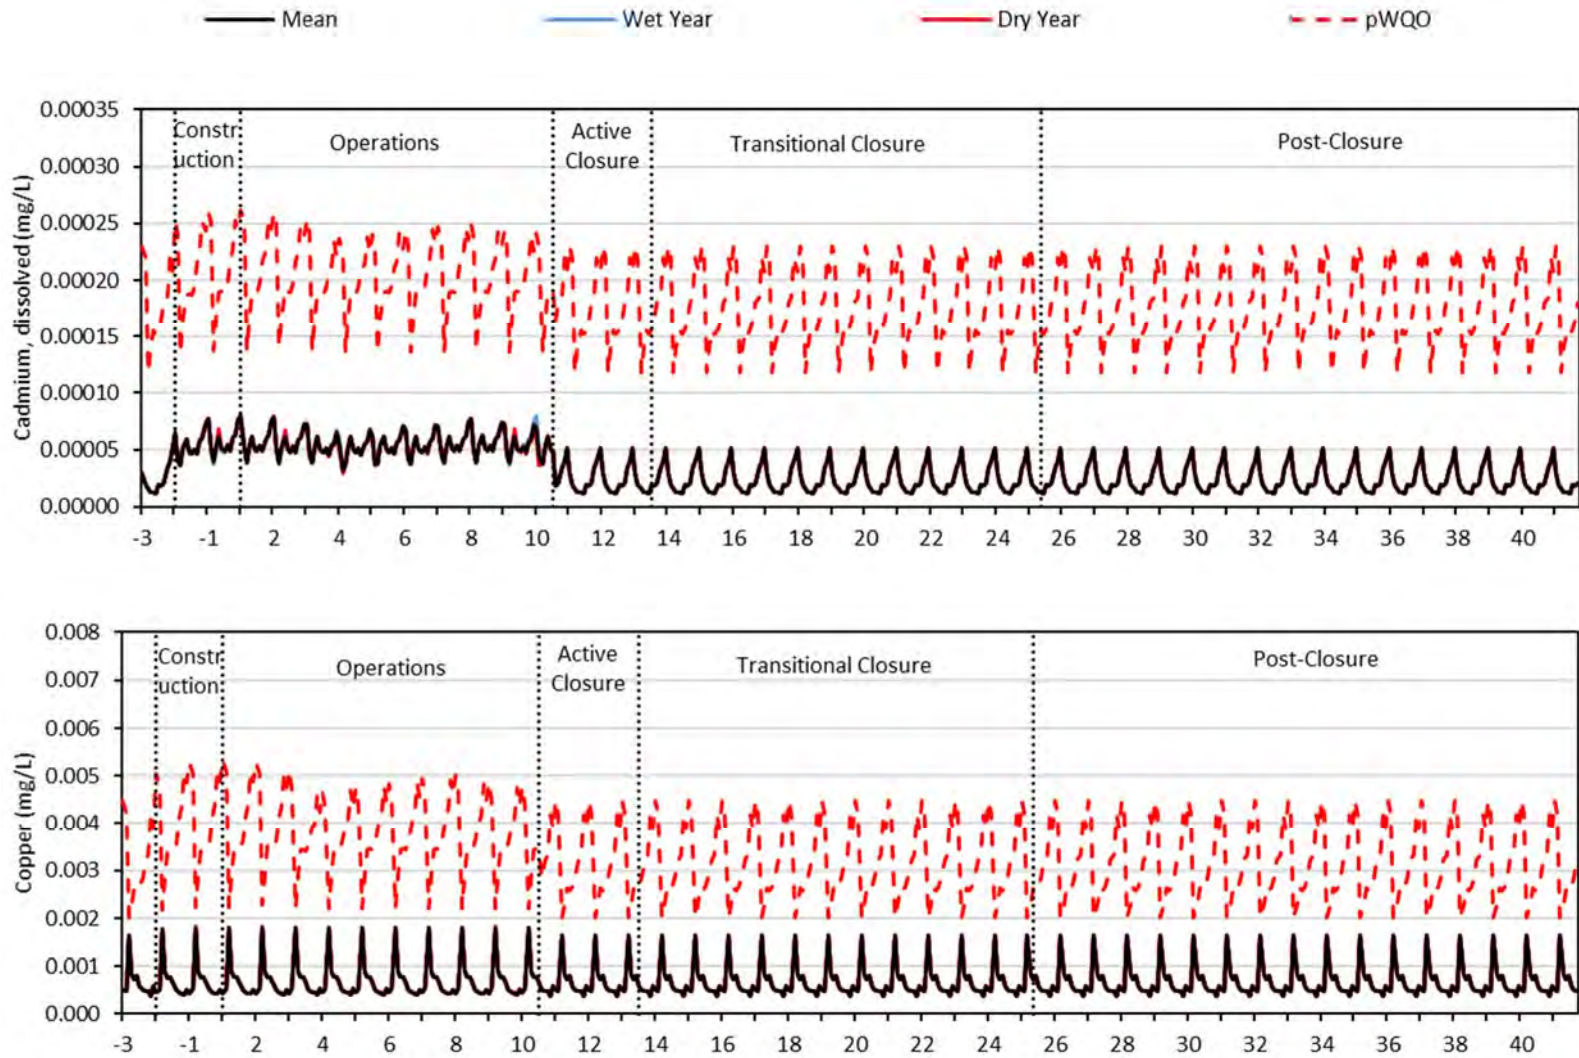 Mean Wet Year Dry Year pWQO
Cadmium, dissolved (mg/L)
0.00035
0.00030
0.00025
0.00020
0.00015
0.00010
0.00005
0.00000
Constr
uction
Operations
Active
Closure
Transitional Closure
Post-Closure
-3 -1 2 4 6 8 10 12 14 16 18 20 22 24 26 28 30 32 34 36 38 40
Copper (mg/L)
0.008
0.007
0.006
0.005
0.004
0.003
0.002
0.001
0.000
Constr
uction
Operations
Active
Closure
Transitional Closure
Post-Closure
-3 -1 2 4 6 8 10 12 14 16 18 20 22 24 26 28 30 32 34 36 38 40